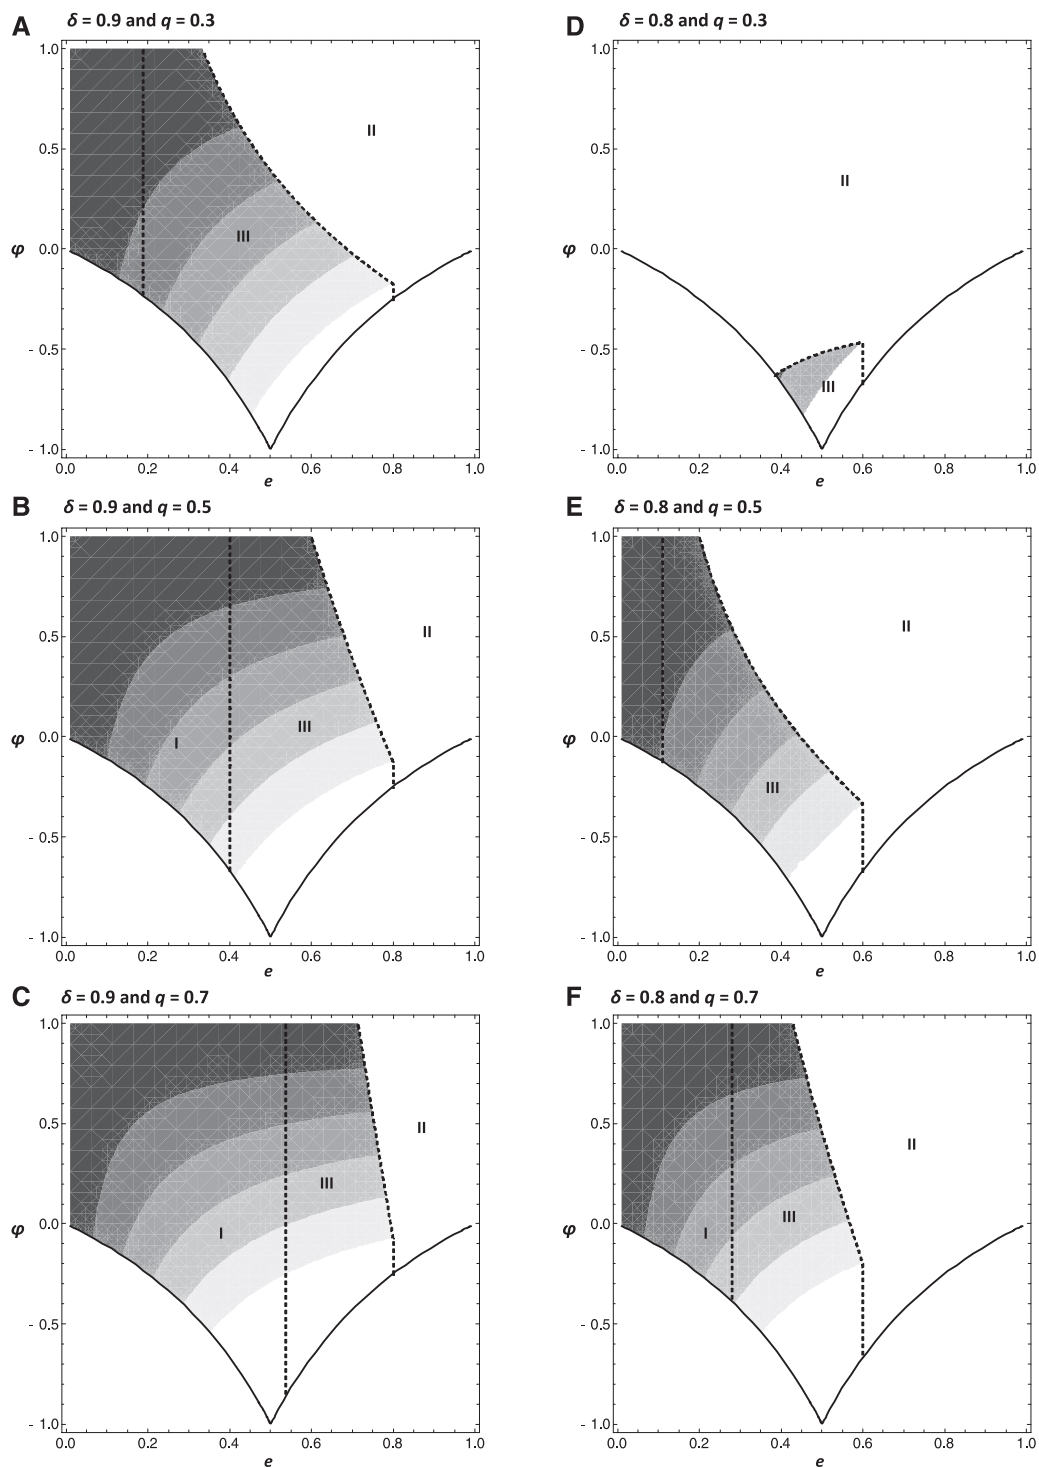 A δ = 0.9 and q = 0.3
1.0
0.5
φ 0.0
- 0.5
- 1.0
II
III
0.0 0.2 0.4 0.6 0.8 1.0
e
D δ = 0.8 and q = 0.3
1.0
0.5
φ 0.0
- 0.5
- 1.0
II
III
0.0 0.2 0.4 0.6 0.8 1.0
e
B δ = 0.9 and q = 0.5
1.0
0.5
φ 0.0
- 0.5
- 1.0
II
III
I
0.0 0.2 0.4 0.6 0.8 1.0
e
E δ = 0.8 and q = 0.5
1.0
0.5
φ 0.0
- 0.5
- 1.0
II
III
0.0 0.2 0.4 0.6 0.8 1.0
e
C δ = 0.9 and q = 0.7
1.0
0.5
φ 0.0
- 0.5
- 1.0
II
III
I
0.0 0.2 0.4 0.6 0.8 1.0
e
F δ = 0.8 and q = 0.7
1.0
0.5
φ 0.0
- 0.5
- 1.0
II
III
I
0.0 0.2 0.4 0.6 0.8 1.0
e